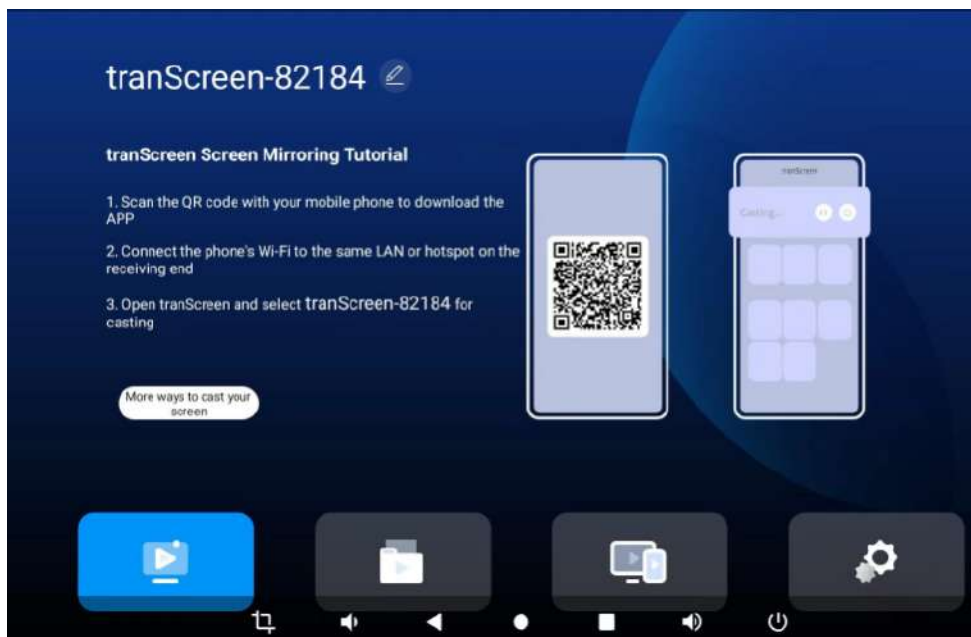 tranScreen-82184
tranScreen Screen Mirroring Tutorial
1. Scan the QR code with your mobile phone to download the
APP
2. Connect the phone's Wi-Fi to the same LAN or hotspot on the
receiving end
3. Open tranScreen and select tranScreen-82184 for
casting
More ways to cast your
screen
tranScreen
Casting...